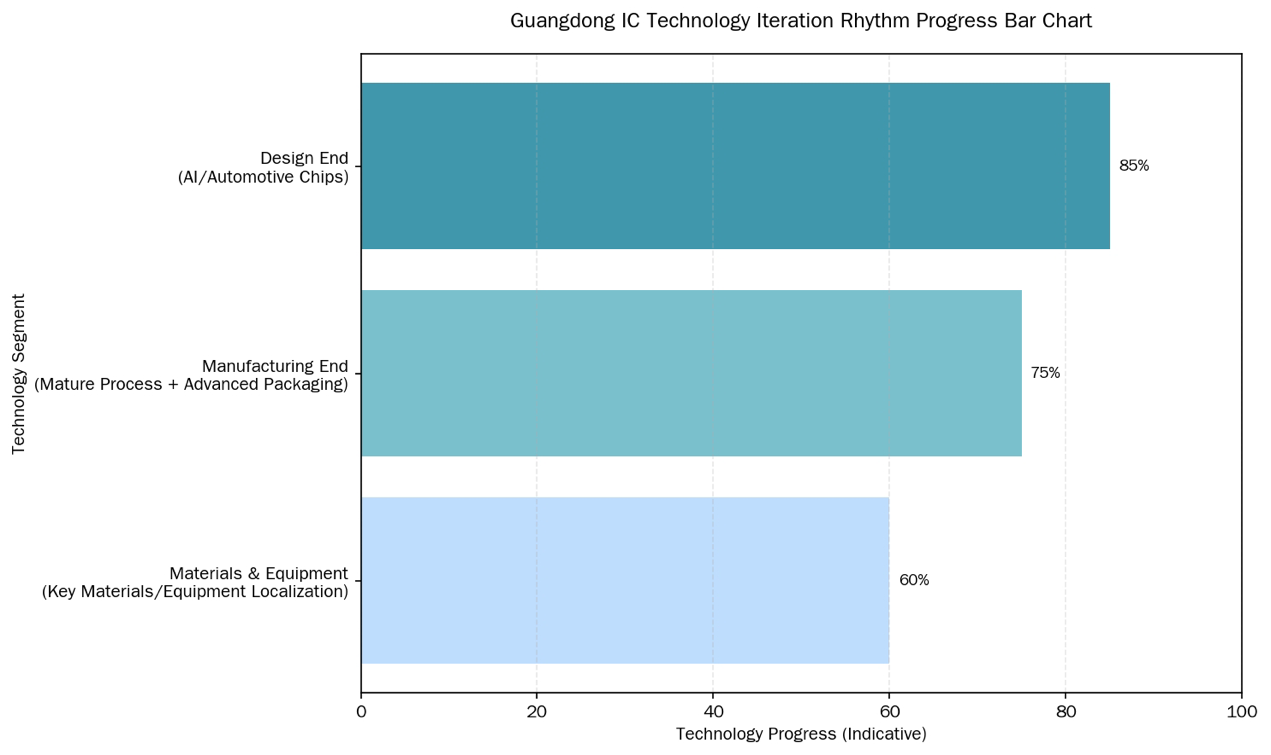 Guangdong IC Technology Iteration Rhythm Progress Bar Chart
Technology Segment
Design End
(AI/Automotive Chips)
85%
Manufacturing End
(Mature Process + Advanced Packaging)
75%
Materials & Equipment
(Key Materials/Equipment Localization)
60%
0 20 40 60 80 100
Technology Progress (Indicative)